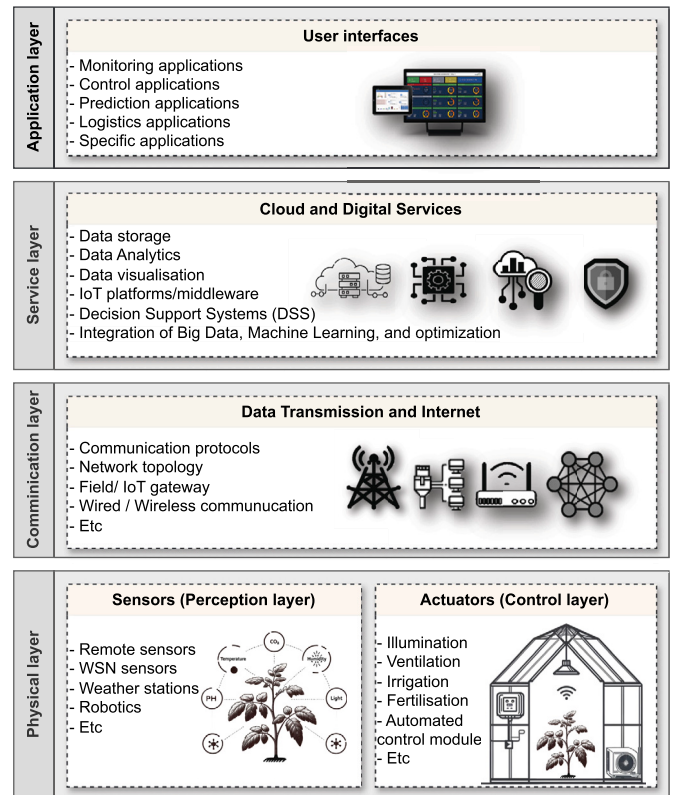 Application layer
User interfaces
- Monitoring applications
- Control applications
- Prediction applications
- Logistics applications
- Specific applications
Service layer
Cloud and Digital Services
- Data storage
- Data Analytics
- Data visualisation
- IoT platforms/middleware
- Decision Support Systems (DSS)
- Integration of Big Data, Machine Learning, and optimization
Comminication layer
Data Transmission and Internet
- Communication protocols
- Network topology
- Field/ IoT gateway
- Wired / Wireless communucation
- Etc
Physical layer
Sensors (Perception layer)
- Remote sensors
- WSN sensors
- Weather stations
- Robotics
- Etc
CO₂
Temperature
Humidity
PH
Light
Actuators (Control layer)
- Illumination
- Ventilation
- Irrigation
- Fertilisation
- Automated
control module
- Etc